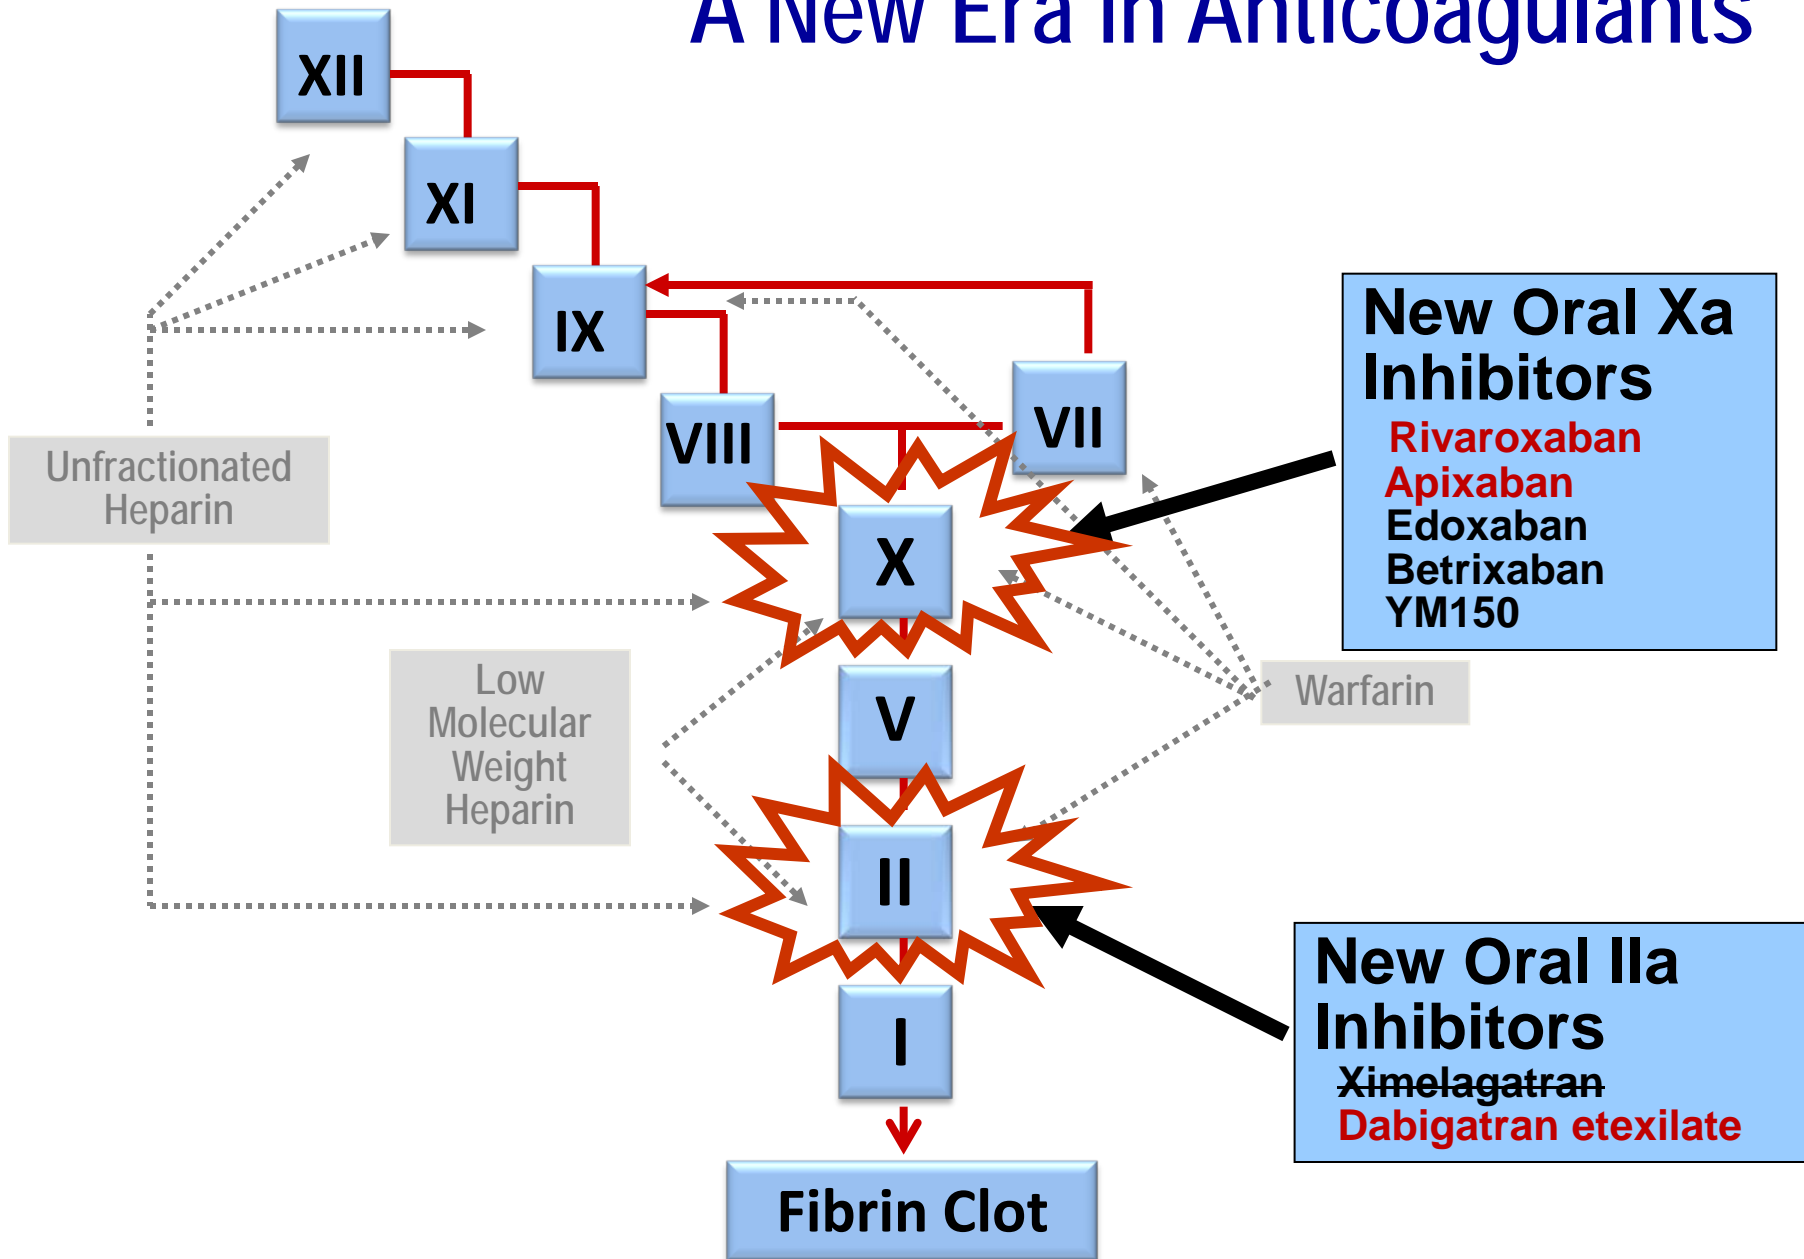 A New Era in Anticoagulants
XII
XI
IX
VIII
VII
X
V
II
I
Fibrin Clot
Unfractionated
Heparin
Low
Molecular
Weight
Heparin
Warfarin
New Oral Xa
Inhibitors
Rivaroxaban
Apixaban
Edoxaban
Betrixaban
YM150
New Oral IIa
Inhibitors
Ximelagatran
Dabigatran etexilate